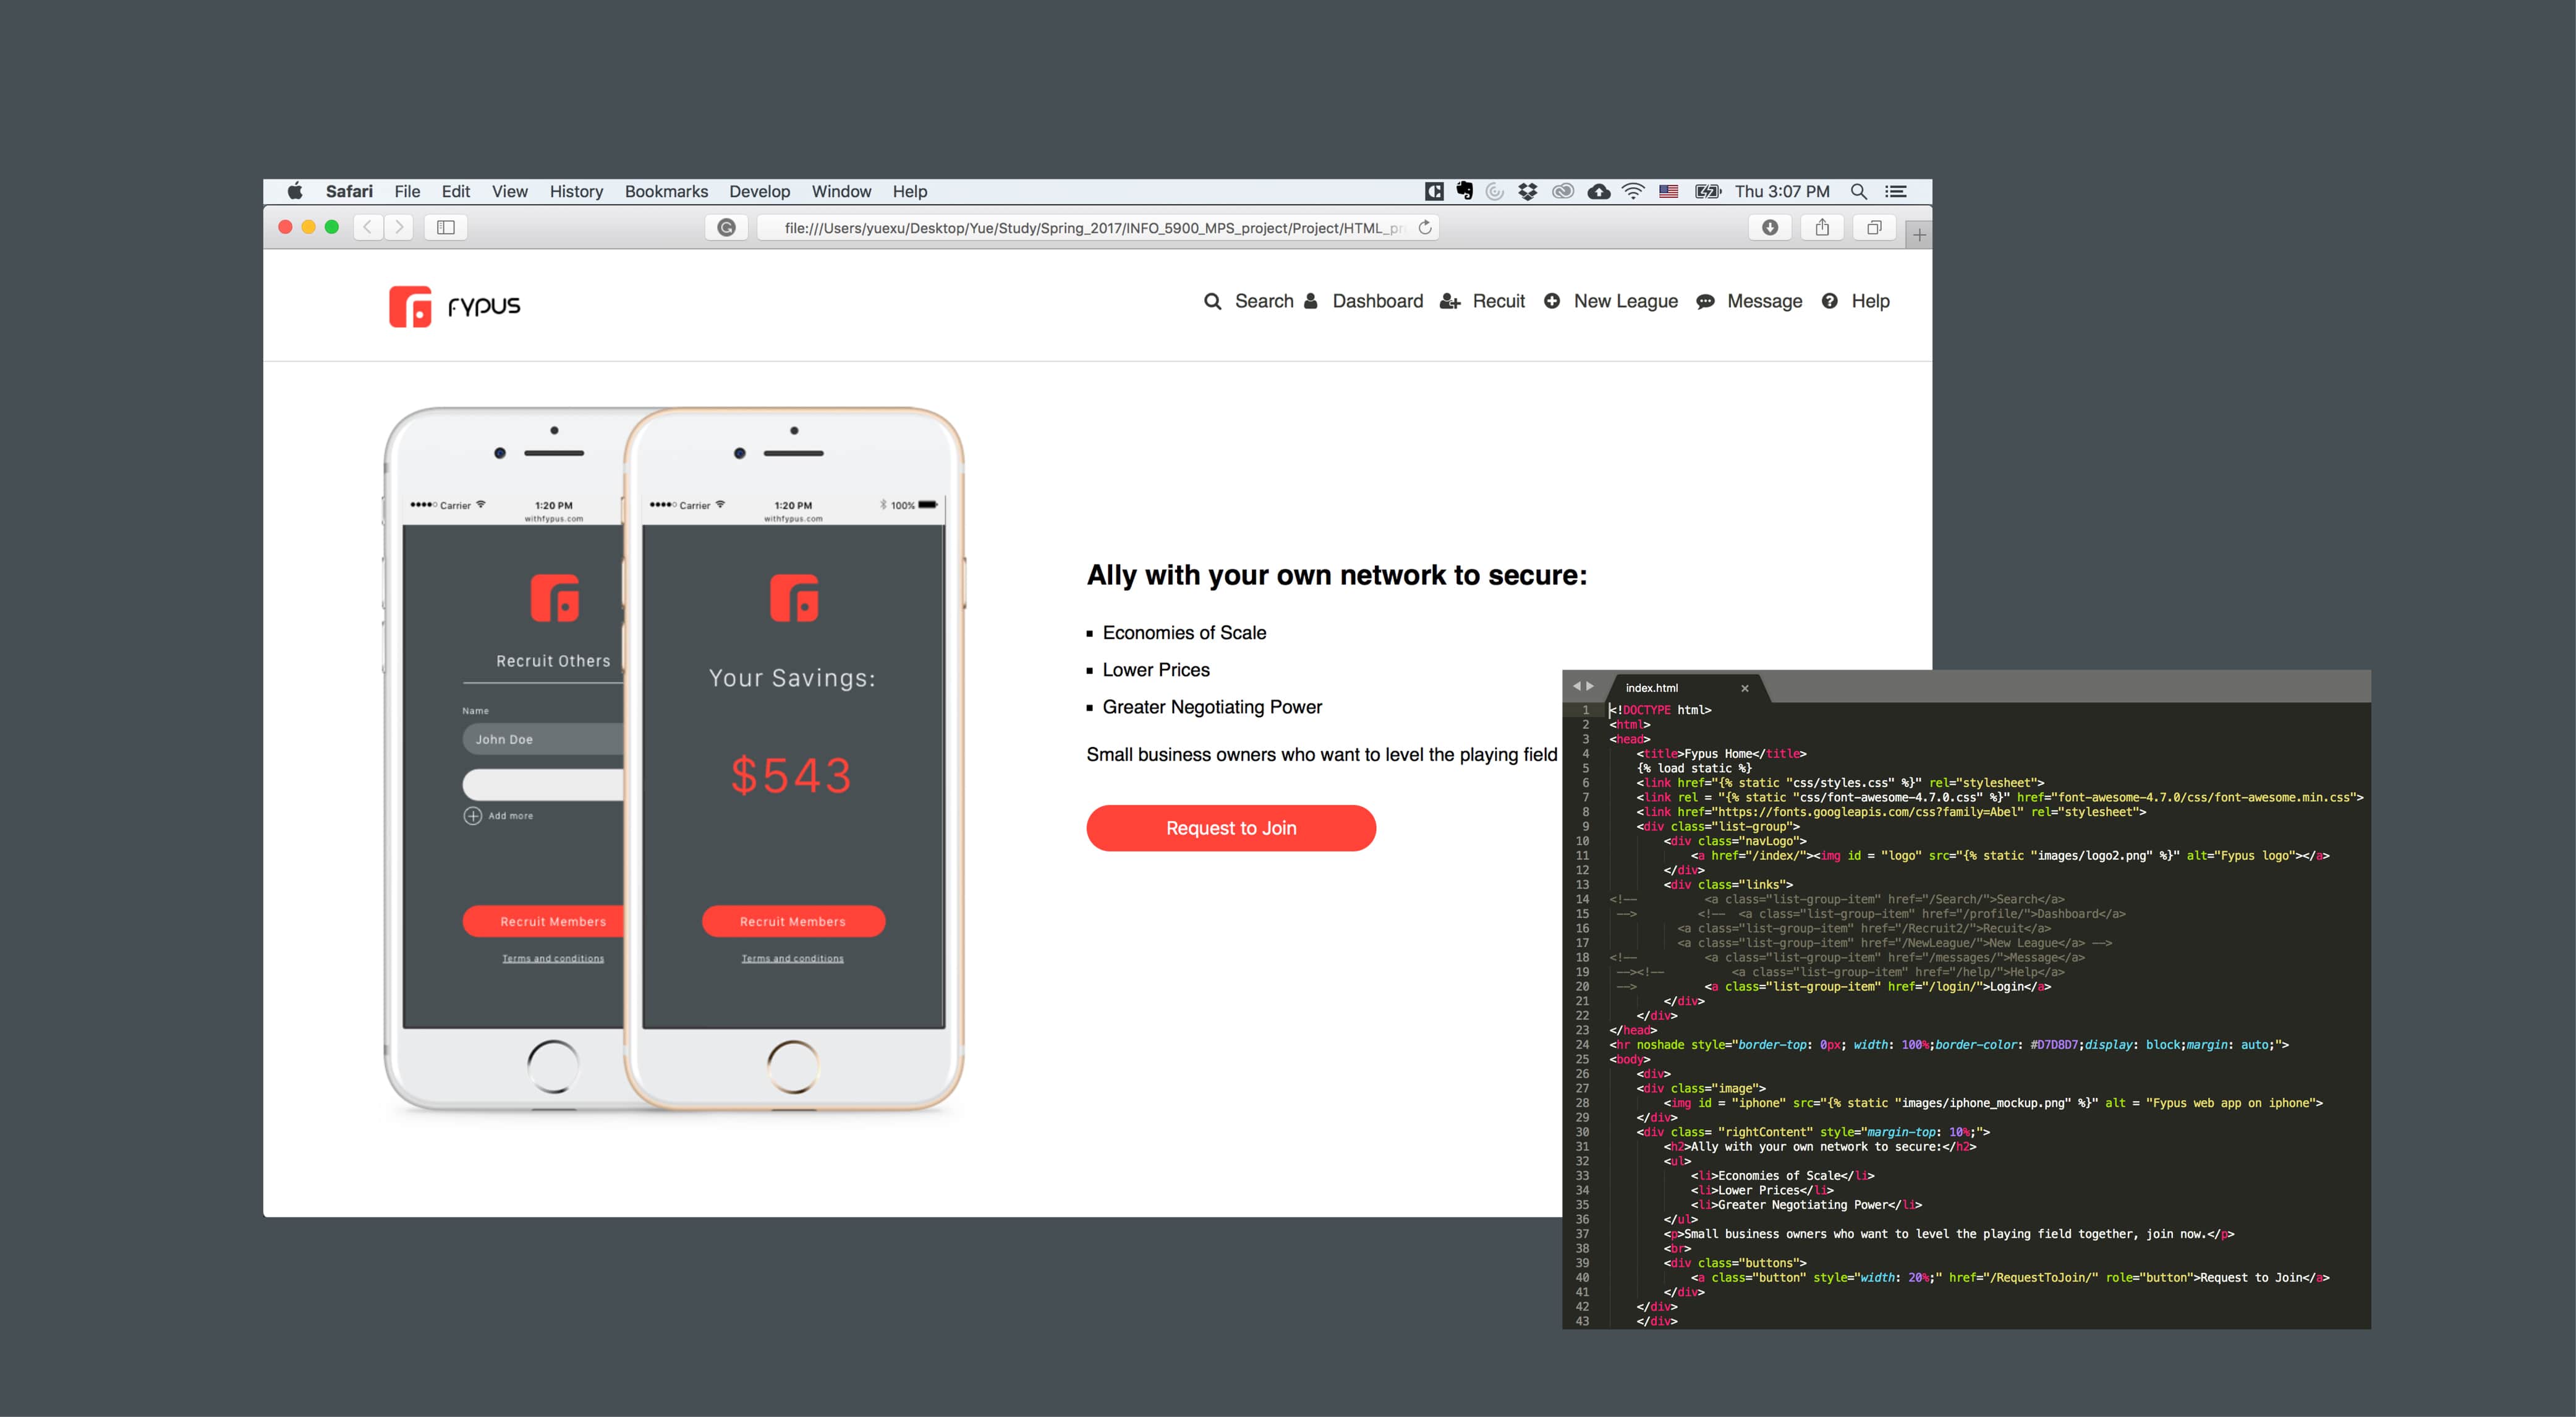 Safari File Edit View History Bookmarks Develop Window Help Thu 3:07 PM
file:///Users/yuexu/Desktop/Yue/Study/Spring_2017/INFO_5900_MPS_project/Project/HTML_pr
FYPUS
Search Dashboard Recuit New League Message Help
Carrier 1:20 PM
withfypus.com
Recruit Others
Name
John Doe
Add more
Recruit Members
Terms and conditions
Carrier 1:20 PM 100%
withfypus.com
Your Savings:
$543
Recruit Members
Terms and conditions
Ally with your own network to secure:
Economies of Scale
Lower Prices
Greater Negotiating Power
Small business owners who want to level the playing field
Request to Join
index.html
1 <!DOCTYPE html>
2 <html>
3 <head>
4 <title>Fypus Home</title>
5 {% load static %}
6 <link href="{% static "css/styles.css" %}" rel="stylesheet">
7 <link rel = "{% static "css/font-awesome-4.7.0.css" %}" href="font-awesome-4.7.0/css/font-awesome.min.css">
8 <link href="https://fonts.googleapis.com/css?family=Abel" rel="stylesheet">
9 <div class="list-group">
10 <div class="navLogo">
11 <a href="/index/"><img id = "logo" src="{% static "images/logo2.png" %}" alt="Fypus logo"></a>
12 </div>
13 <div class="links">
14 <!-- <a class="list-group-item" href="/Search/">Search</a>
15 --> <!-- <a class="list-group-item" href="/profile/">Dashboard</a>
16 <a class="list-group-item" href="/Recruit2/">Recuit</a>
17 <a class="list-group-item" href="/NewLeague/">New League</a> -->
18 <!-- <a class="list-group-item" href="/messages/">Message</a>
19 --><!-- <a class="list-group-item" href="/help/">Help</a>
20 --> <a class="list-group-item" href="/login/">Login</a>
21 </div>
22 </div>
23 </head>
24 <hr noshade style="border-top: 0px; width: 100%;border-color: #D7D8D7;display: block;margin: auto;">
25 <body>
26 <div>
27 <div class="image">
28 <img id = "iphone" src="{% static "images/iphone_mockup.png" %}" alt = "Fypus web app on iphone">
29 </div>
30 <div class= "rightContent" style="margin-top: 10%;">
31 <h2>Ally with your own network to secure:</h2>
32 <ul>
33 <li>Economies of Scale</li>
34 <li>Lower Prices</li>
35 <li>Greater Negotiating Power</li>
36 </ul>
37 <p>Small business owners who want to level the playing field together, join now.</p>
38 <br>
39 <div class="buttons">
40 <a class="button" style="width: 20%;" href="/RequestToJoin/" role="button">Request to Join</a>
41 </div>
42 </div>
43 </div>